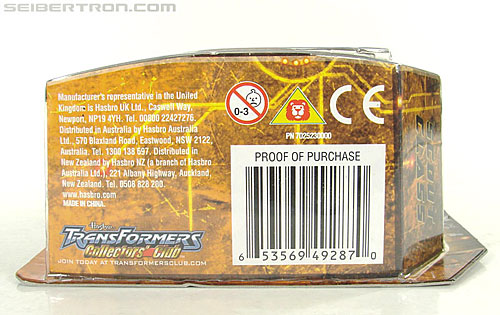 SEIBERTRON.COM
Manufacturer's representative in the United
Kingdom is Hasbro UK Ltd., Caswell Way,
Newport, NP19 4YH. Tel. 00800 22427276.
Distributed in Australia by Hasbro Australia
Ltd., 570 Blaxland Road, Eastwood, NSW 2122,
Australia. Tel. 1300 138 697. Distributed in
New Zealand by Hasbro NZ (a branch of Hasbro
Australia Ltd.), 221 Albany Highway, Auckland,
New Zealand. Tel. 0508 828 200.
www.hasbro.com
MADE IN CHINA.
0-3
CE
PN 7025230000
PROOF OF PURCHASE
6 53569 49287 0
Hasbro
TRANSFORMERS
Collectors' Club
JOIN TODAY AT TRANSFORMERSCLUB.COM